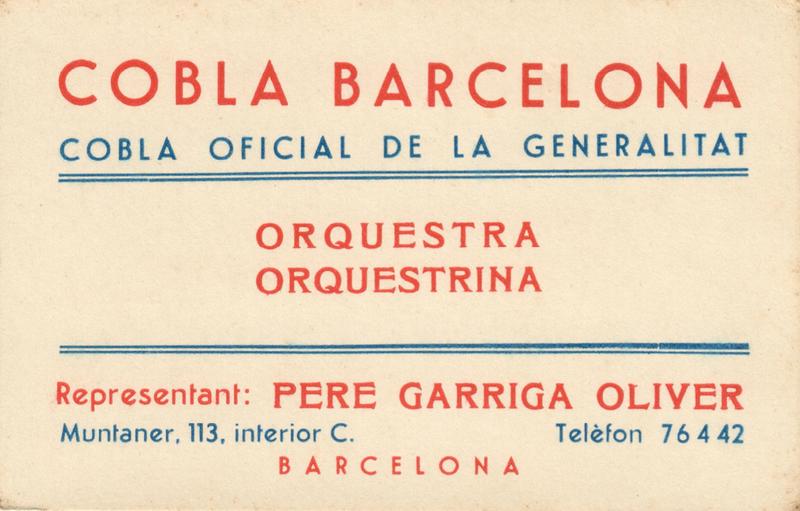 COBLA BARCELONA
COBLA OFICIAL DE LA GENERALITAT
ORQUESTRA
ORQUESTRINA
Representant: PERE GARRIGA OLIVER
Muntaner, 113, interior C. Telèfon 76442
BARCELONA